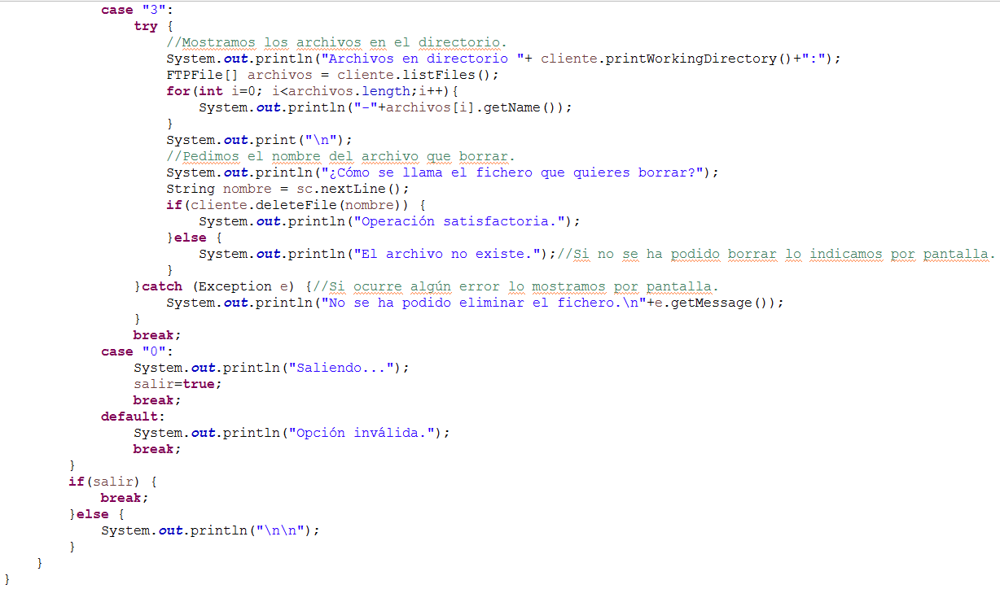 case "3":
try {
//Mostramos los archivos en el directorio.
System.out.println("Archivos en directorio "+ cliente.printWorkingDirectory()+":");
FTPFile[] archivos = cliente.listFiles();
for(int i=0; i<archivos.length;i++){
System.out.println("-"+archivos[i].getName());
}
System.out.print("\n");
//Pedimos el nombre del archivo que borrar.
System.out.println("¿Cómo se llama el fichero que quieres borrar?");
String nombre = sc.nextLine();
if(cliente.deleteFile(nombre)) {
System.out.println("Operación satisfactoria.");
}else {
System.out.println("El archivo no existe.");//Si no se ha podido borrar lo indicamos por pantalla.
}
}catch (Exception e) {//Si ocurre algún error lo mostramos por pantalla.
System.out.println("No se ha podido eliminar el fichero.\n"+e.getMessage());
}
break;
case "0":
System.out.println("Saliendo...");
salir=true;
break;
default:
System.out.println("Opción inválida.");
break;
}
if(salir) {
break;
}else {
System.out.println("\n\n");
}
}
}